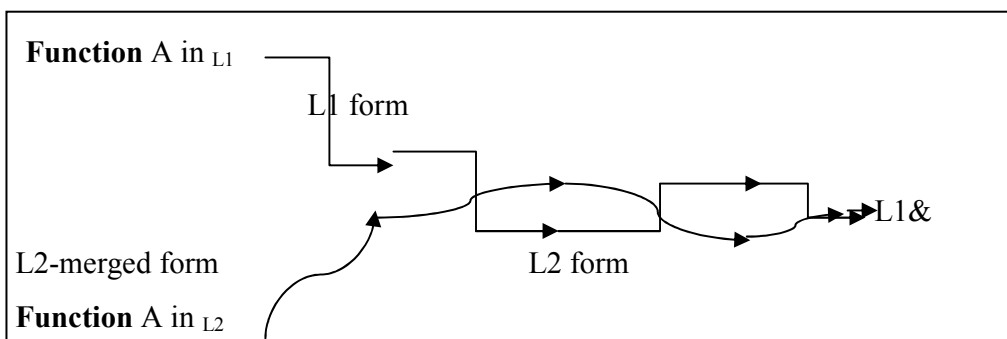 Function A in L1
L1 form
L1&
L2-merged form
L2 form
Function A in L2